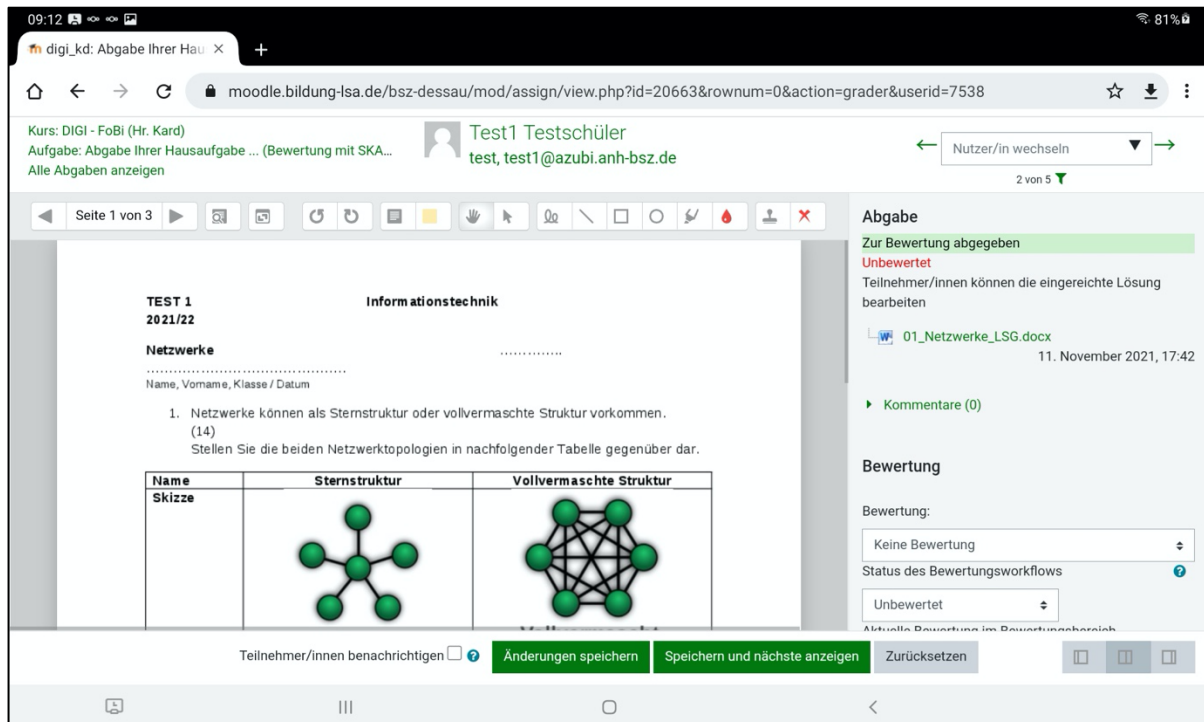 09:12
81%
digi_kd: Abgabe Ihrer Hau
moodle.bildung-lsa.de/bsz-dessau/mod/assign/view.php?id=20663&rownum=0&action=grader&userid=7538
Kurs: DIGI - FoBi (Hr. Kard)
Aufgabe: Abgabe Ihrer Hausaufgabe ... (Bewertung mit SKA...
Alle Abgaben anzeigen
Test1 Testschüler
test, test1@azubi.anh-bsz.de
Nutzer/in wechseln
2 von 5
Seite 1 von 3
TEST 1 Informationstechnik
2021/22
Netzwerke ..............
............................................
Name, Vorname, Klasse / Datum
1. Netzwerke können als Sternstruktur oder vollvermaschte Struktur vorkommen.
(14)
Stellen Sie die beiden Netzwerktopologien in nachfolgender Tabelle gegenüber dar.
Name Sternstruktur Vollvermaschte Struktur
Skizze
Vollvermascht
Abgabe
Zur Bewertung abgegeben
Unbewertet
Teilnehmer/innen können die eingereichte Lösung
bearbeiten
01_Netzwerke_LSG.docx
11. November 2021, 17:42
Kommentare (0)
Bewertung
Bewertung:
Keine Bewertung
Status des Bewertungsworkflows
Unbewertet
Aktuelle Bewertung im Bewertungsbereich
Teilnehmer/innen benachrichtigen
Änderungen speichern
Speichern und nächste anzeigen
Zurücksetzen